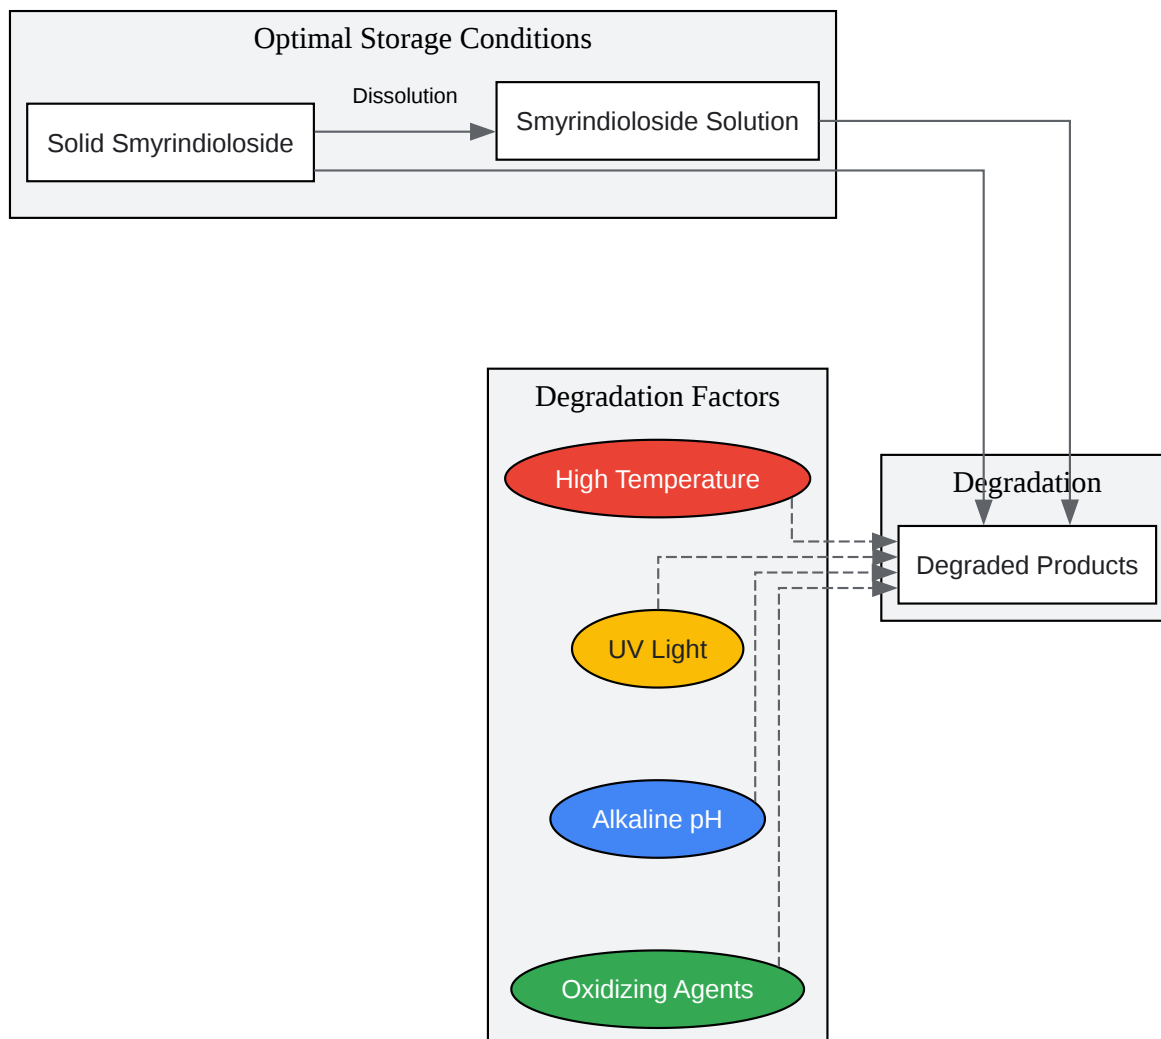 Optimal Storage Conditions
Dissolution
Solid Smyrindioloside
Smyrindioloside Solution
Degradation Factors
High Temperature
Degradation
Degraded Products
UV Light
Alkaline pH
Oxidizing Agents